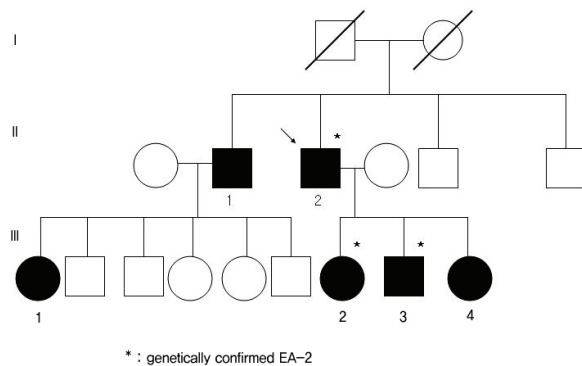 I
II
*
1 2
III
* *
1 2 3 4
* : genetically confirmed EA-2